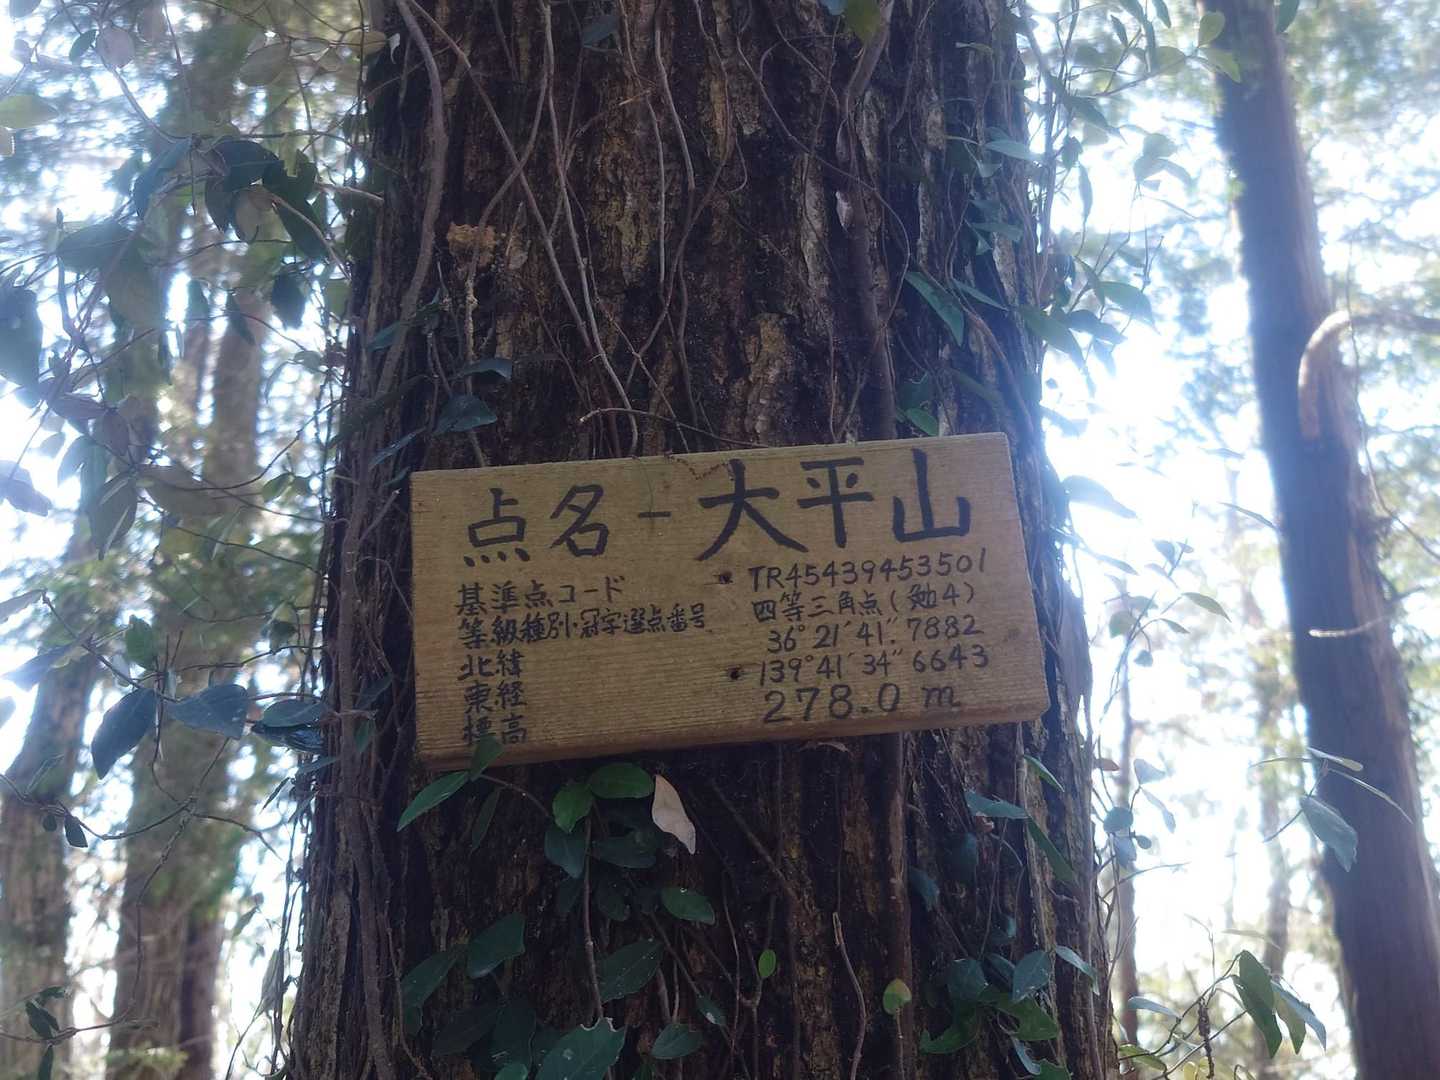 点名-大平山
基準点コード TR45439453501
等級種別・冠字選点番号 四等三角点(勉4)
北緯 36°21′41″.7882
東経 139°41′34″6643
標高 278.0m